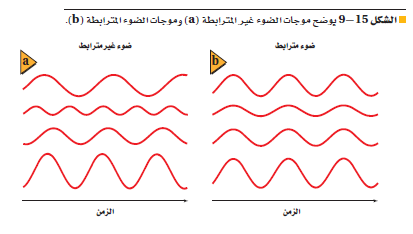 الشكل 15–9 يوضح موجات الضوء غير المترابطة (a) وموجات الضوء المترابطة (b).
ضوء مترابط
b
الزمن
ضوء غير مترابط
a
الزمن